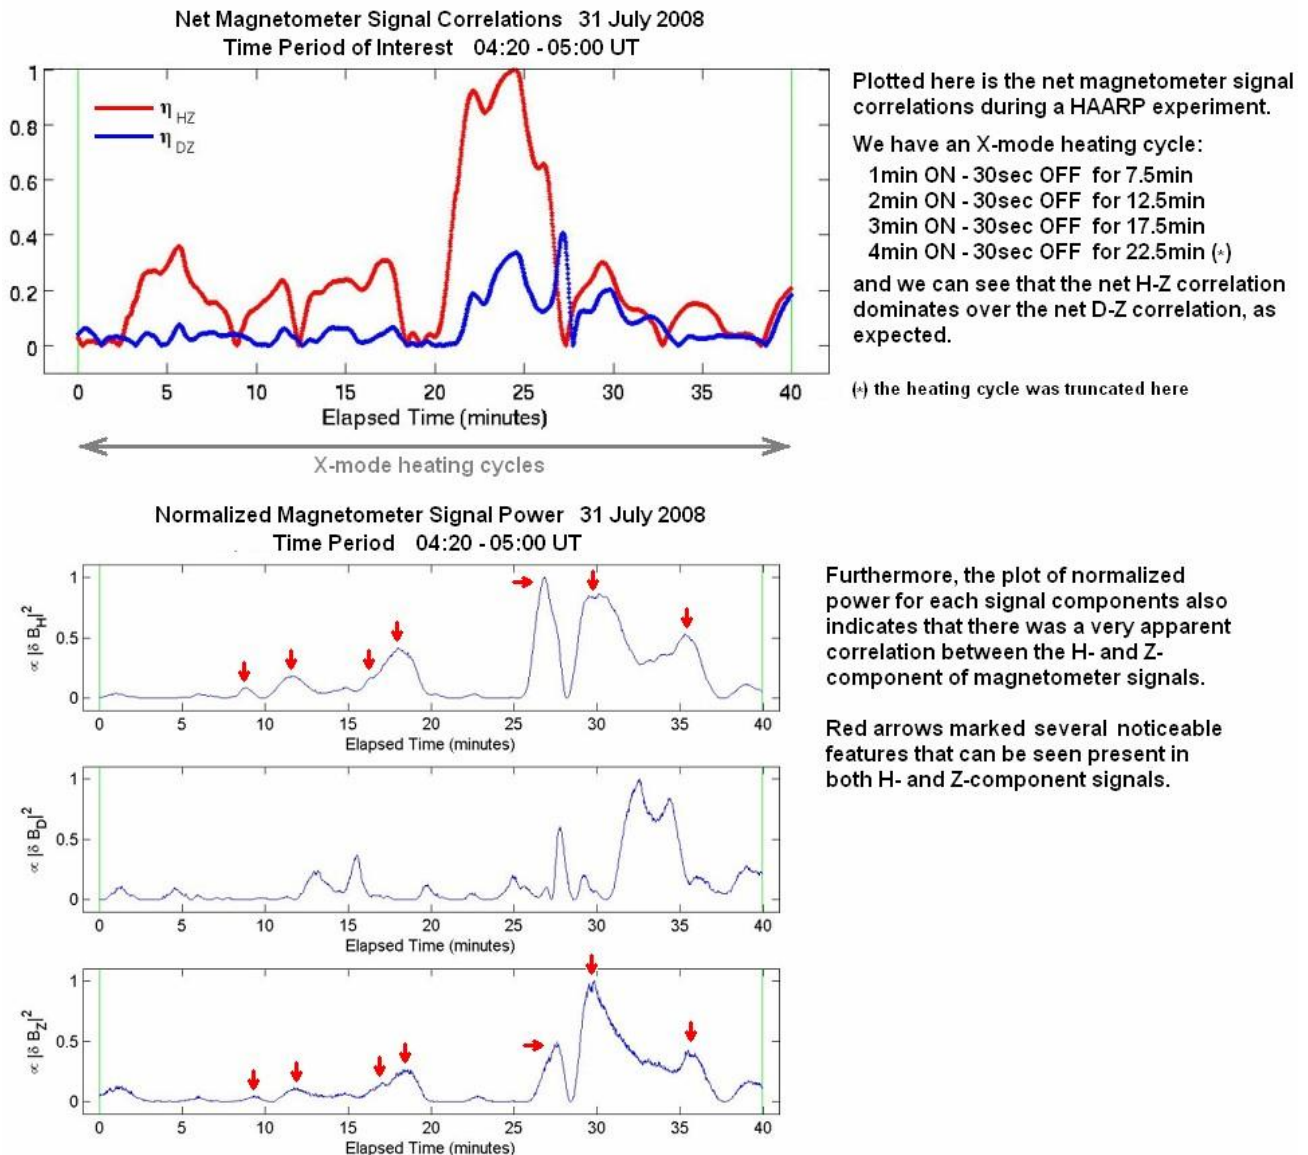 Net Magnetometer Signal Correlations 31 July 2008
Time Period of Interest 04:20 - 05:00 UT
1
0.8
0.6
0.4
0.2
0
η HZ
η DZ
0 5 10 15 20 25 30 35 40
Elapsed Time (minutes)
X-mode heating cycles
Plotted here is the net magnetometer signal
correlations during a HAARP experiment.
We have an X-mode heating cycle:
1min ON - 30sec OFF for 7.5min
2min ON - 30sec OFF for 12.5min
3min ON - 30sec OFF for 17.5min
4min ON - 30sec OFF for 22.5min (*)
and we can see that the net H-Z correlation
dominates over the net D-Z correlation, as
expected.
(*) the heating cycle was truncated here
Normalized Magnetometer Signal Power 31 July 2008
Time Period 04:20 - 05:00 UT
∝ |δ B_H|²
1
0.5
0
0 5 10 15 20 25 30 35 40
Elapsed Time (minutes)
∝ |δ B_D|²
1
0.5
0
0 5 10 15 20 25 30 35 40
Elapsed Time (minutes)
∝ |δ B_Z|²
1
0.5
0
0 5 10 15 20 25 30 35 40
Elapsed Time (minutes)
Furthermore, the plot of normalized
power for each signal components also
indicates that there was a very apparent
correlation between the H- and Z-
component of magnetometer signals.
Red arrows marked several noticeable
features that can be seen present in
both H- and Z-component signals.